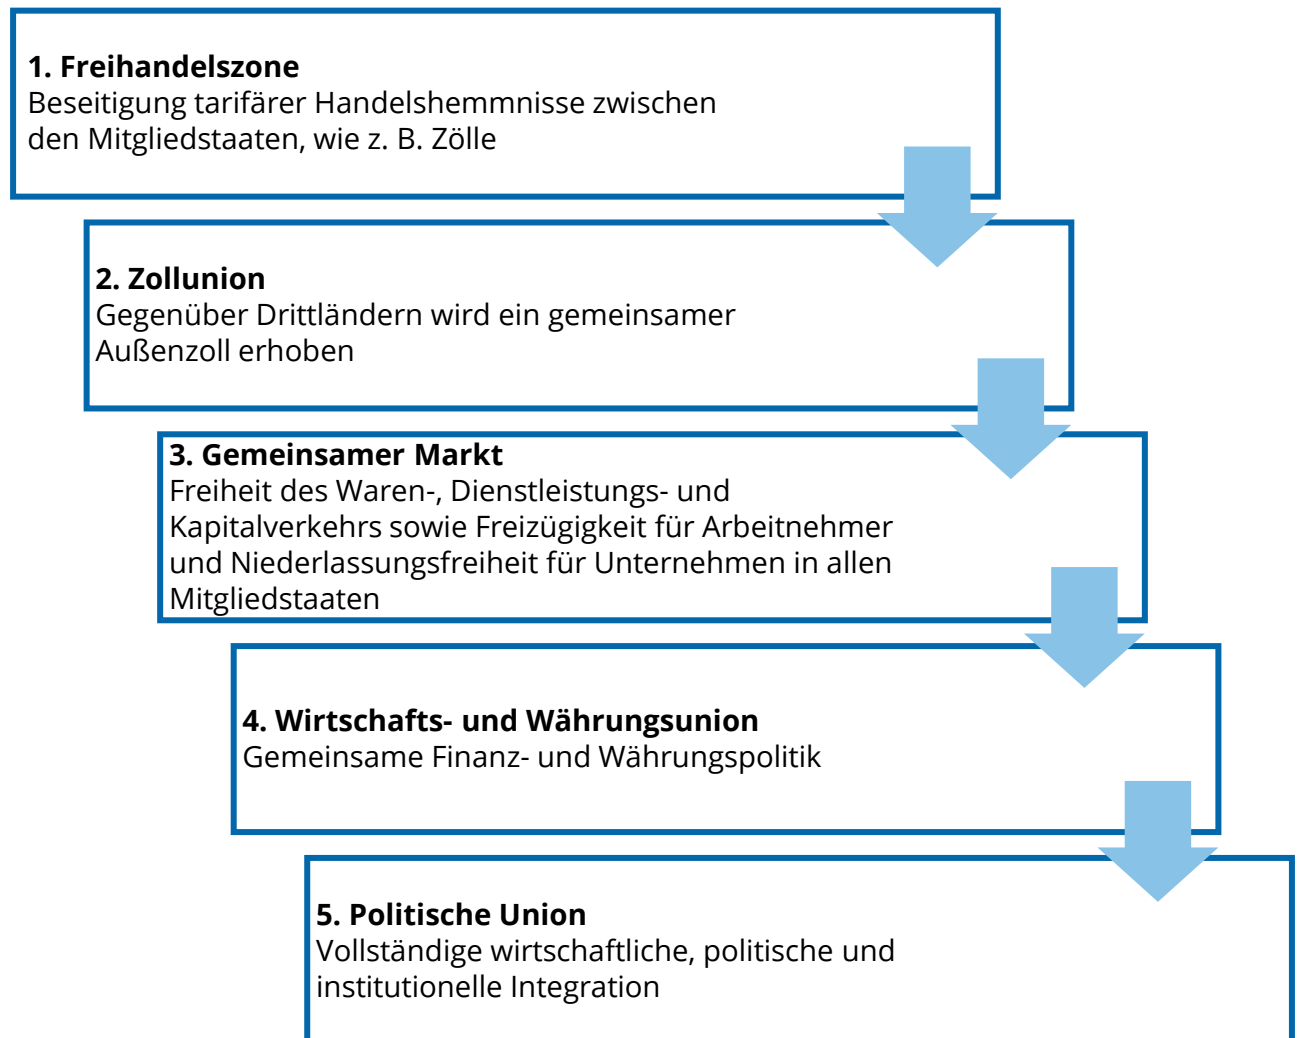 1. Freihandelszone
Beseitigung tarifärer Handelshemmnisse zwischen
den Mitgliedstaaten, wie z. B. Zölle
2. Zollunion
Gegenüber Drittländern wird ein gemeinsamer
Außenzoll erhoben
3. Gemeinsamer Markt
Freiheit des Waren-, Dienstleistungs- und
Kapitalverkehrs sowie Freizügigkeit für Arbeitnehmer
und Niederlassungsfreiheit für Unternehmen in allen
Mitgliedstaaten
4. Wirtschafts- und Währungsunion
Gemeinsame Finanz- und Währungspolitik
5. Politische Union
Vollständige wirtschaftliche, politische und
institutionelle Integration